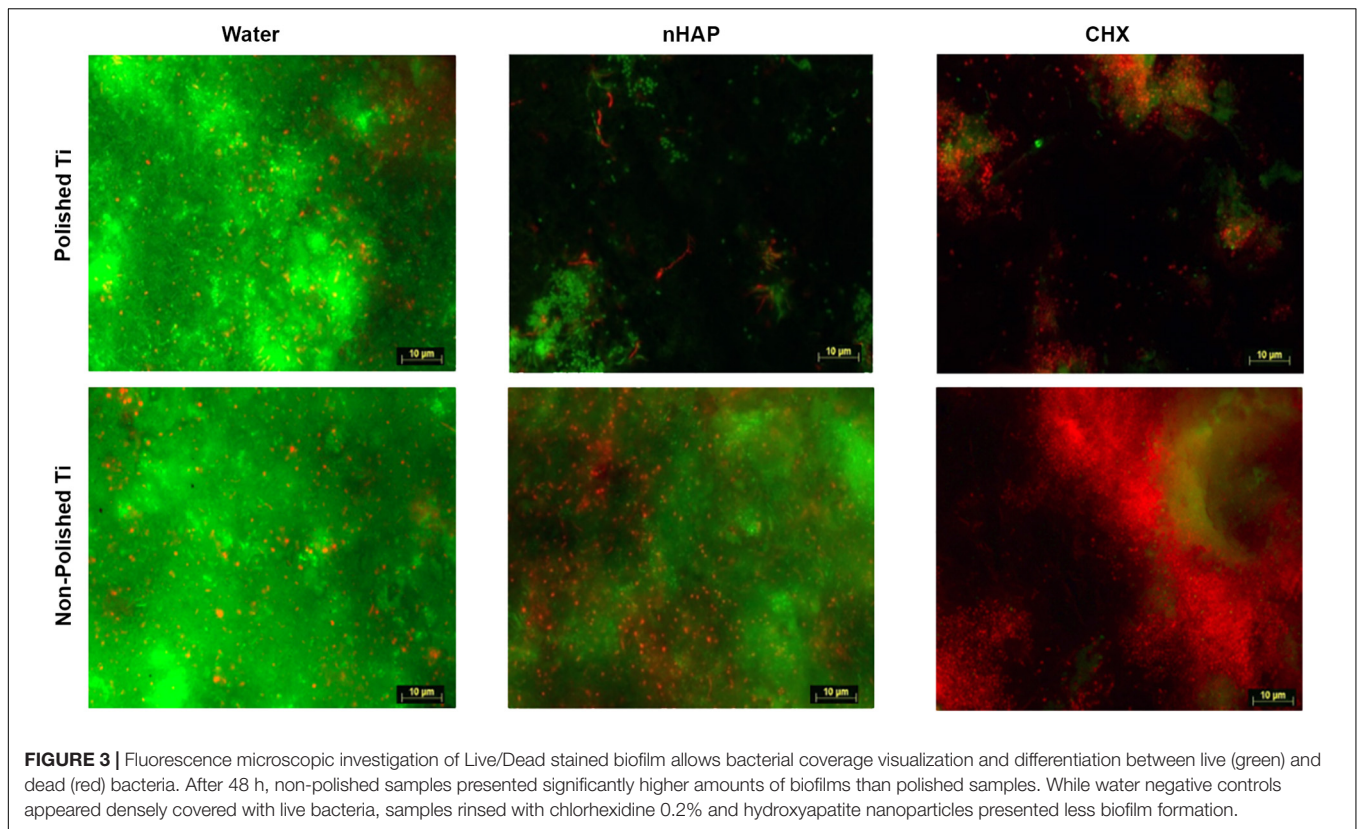 Water
nHAP
CHX
Polished Ti
10 µm
10 µm
10 µm
Non-Polished Ti
10 µm
10 µm
10 µm
FIGURE 3 | Fluorescence microscopic investigation of Live/Dead stained biofilm allows bacterial coverage visualization and differentiation between live (green) and
dead (red) bacteria. After 48 h, non-polished samples presented significantly higher amounts of biofilms than polished samples. While water negative controls
appeared densely covered with live bacteria, samples rinsed with chlorhexidine 0.2% and hydroxyapatite nanoparticles presented less biofilm formation.